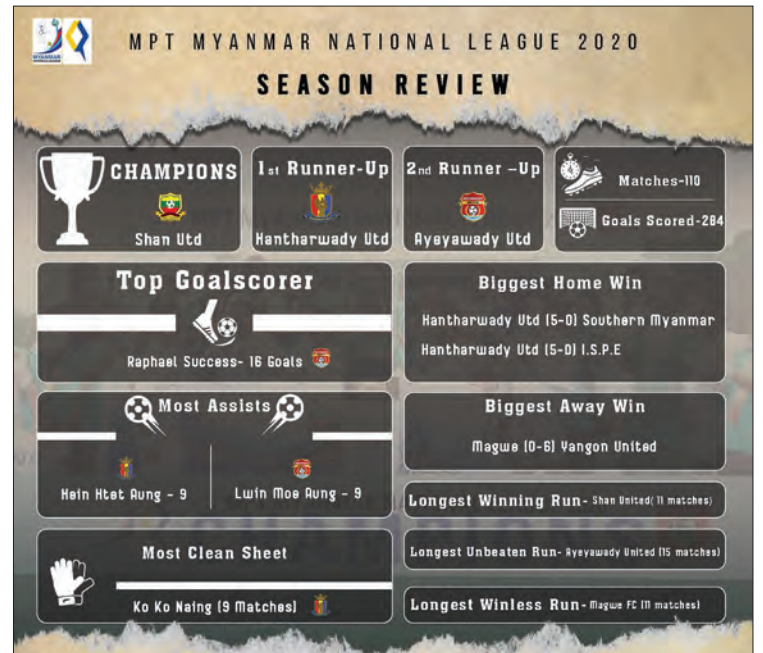 MPT MYANMAR NATIONAL LEAGUE 2020
SEASON REVIEW
CHAMPIONS
Shan Utd
1st Runner-Up
Hantharwady Utd
2nd Runner -Up
Ayeyawady Utd
Matches-110
Goals Scored-284
Top Goalscorer
Raphael Success- 16 Goals
Biggest Home Win
Hantharwady Utd (5-0) Southern Myanmar
Hantharwady Utd (5-0) I.S.P.E
Most Assists
Hein Htet Aung - 9
Lwin Moe Aung - 9
Biggest Away Win
Magwe (0-6) Yangon United
Longest Winning Run- Shan United( 11 matches)
Longest Unbeaten Run- Ayeyawady United (15 matches)
Longest Winless Run- Magwe FC (11 matches)
Most Clean Sheet
Ko Ko Naing (9 Matches)